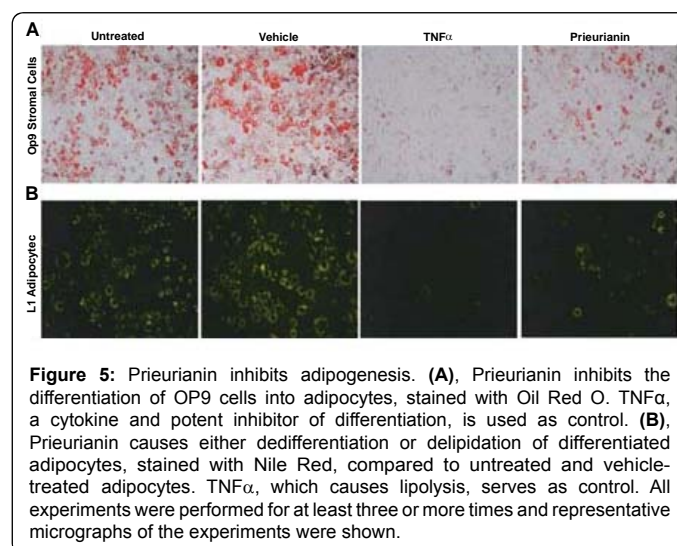 A
Untreated Vehicle TNFα Prieurianin
Op9 Stromal Cells
B
L1 Adipocytec
Figure 5: Prieurianin inhibits adipogenesis. (A), Prieurianin inhibits the
differentiation of OP9 cells into adipocytes, stained with Oil Red O. TNFα,
a cytokine and potent inhibitor of differentiation, is used as control. (B),
Prieurianin causes either dedifferentiation or delipidation of differentiated
adipocytes, stained with Nile Red, compared to untreated and vehicle-
treated adipocytes. TNFα, which causes lipolysis, serves as control. All
experiments were performed for at least three or more times and representative
micrographs of the experiments were shown.